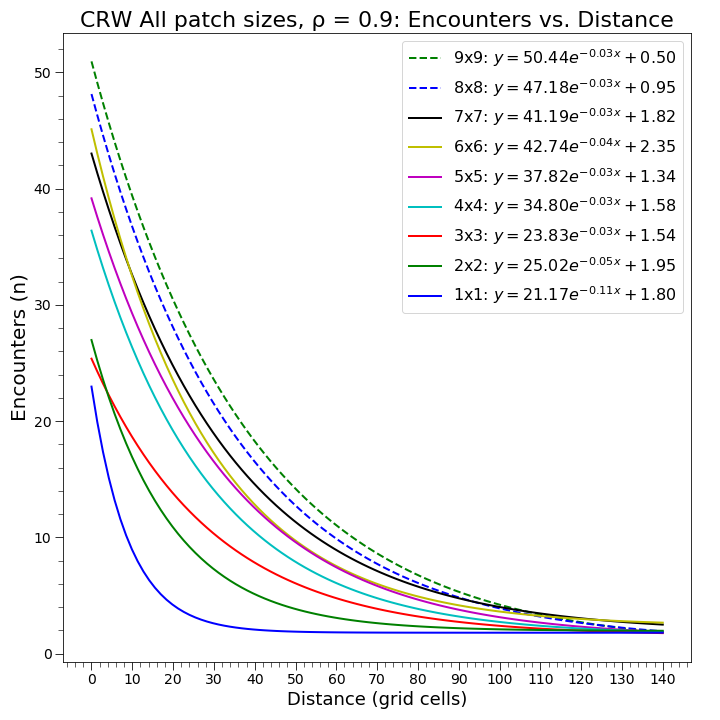 CRW All patch sizes, ρ = 0.9: Encounters vs. Distance
9x9: y = 50.44e^{-0.03x} + 0.50
8x8: y = 47.18e^{-0.03x} + 0.95
7x7: y = 41.19e^{-0.03x} + 1.82
6x6: y = 42.74e^{-0.04x} + 2.35
5x5: y = 37.82e^{-0.03x} + 1.34
4x4: y = 34.80e^{-0.03x} + 1.58
3x3: y = 23.83e^{-0.03x} + 1.54
2x2: y = 25.02e^{-0.05x} + 1.95
1x1: y = 21.17e^{-0.11x} + 1.80
Encounters (n)
50
40
30
20
10
0
0 10 20 30 40 50 60 70 80 90 100 110 120 130 140
Distance (grid cells)